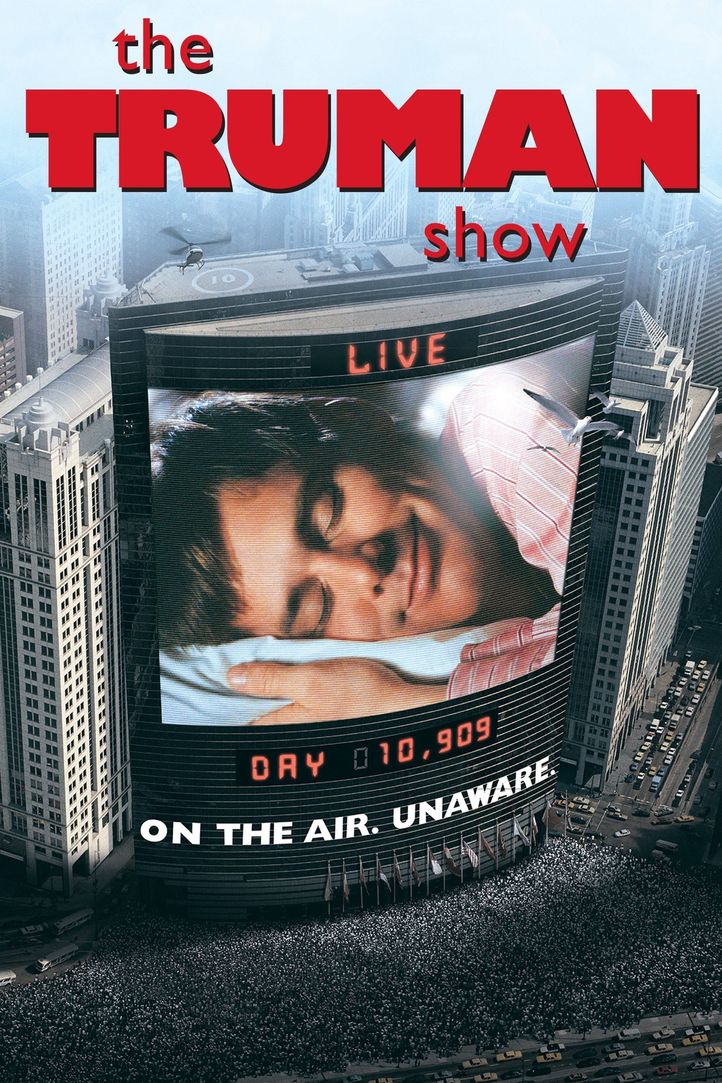 the
TRUMAN
show
LIVE
DAY 10,909
ON THE AIR. UNAWARE.